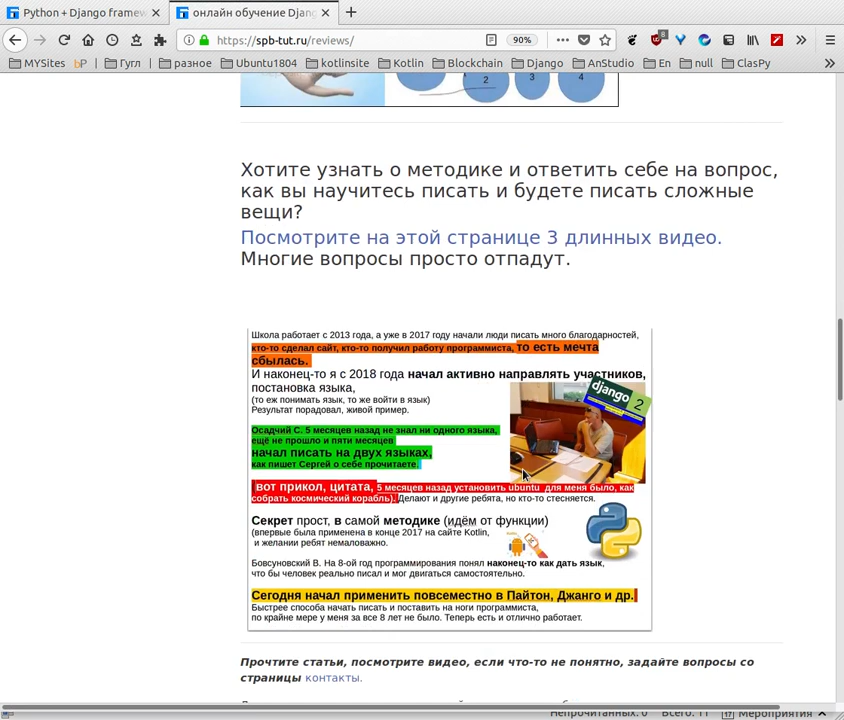 Python + Django framew
онлайн обучение Djang
https://spb-tut.ru/reviews/
90%
8
MYSites
bP
Гугл
разное
Ubuntu1804
kotlinsite
Kotlin
Blockchain
Django
AnStudio
En
null
ClasPy
2
3
4
Хотите узнать о методике и ответить себе на вопрос,
как вы научитесь писать и будете писать сложные
вещи?
Посмотрите на этой странице 3 длинных видео.
Многие вопросы просто отпадут.
Школа работает с 2013 года, а уже в 2017 году начали люди писать много благодарностей,
кто-то сделал сайт, кто-то получил работу программиста, то есть мечта
сбылась.
И наконец-то я с 2018 года начал активно направлять участников,
постановка языка,
(то еж понимать язык, то же войти в язык)
Результат порадовал, живой пример.
django
2
Осадчий С. 5 месяцев назад не знал ни одного языка,
ещё не прошло и пяти месяцев
начал писать на двух языках,
как пишет Сергей о себе прочитаете.
вот прикол, цитата, 5 месяцев назад установить ubuntu для меня было, как
собрать космический корабль). Делают и другие ребята, но кто-то стесняется.
Секрет прост, в самой методике (идём от функции)
(впервые была применена в конце 2017 на сайте Kotlin,
и желании ребят немаловажно.
Бовсуновский В. На 8-ой год программирования понял наконец-то как дать язык,
что бы человек реально писал и мог двигаться самостоятельно.
Сегодня начал применить повсеместно в Пайтон, Джанго и др.
Быстрее способа начать писать и поставить на ноги программиста,
по крайне мере у меня за все 8 лет не было. Теперь есть и отлично работает.
Прочтите статьи, посмотрите видео, если что-то не понятно, задайте вопросы со
страницы контакты.
Непрочитанных: 0
Всего: 11
17
Мероприятия